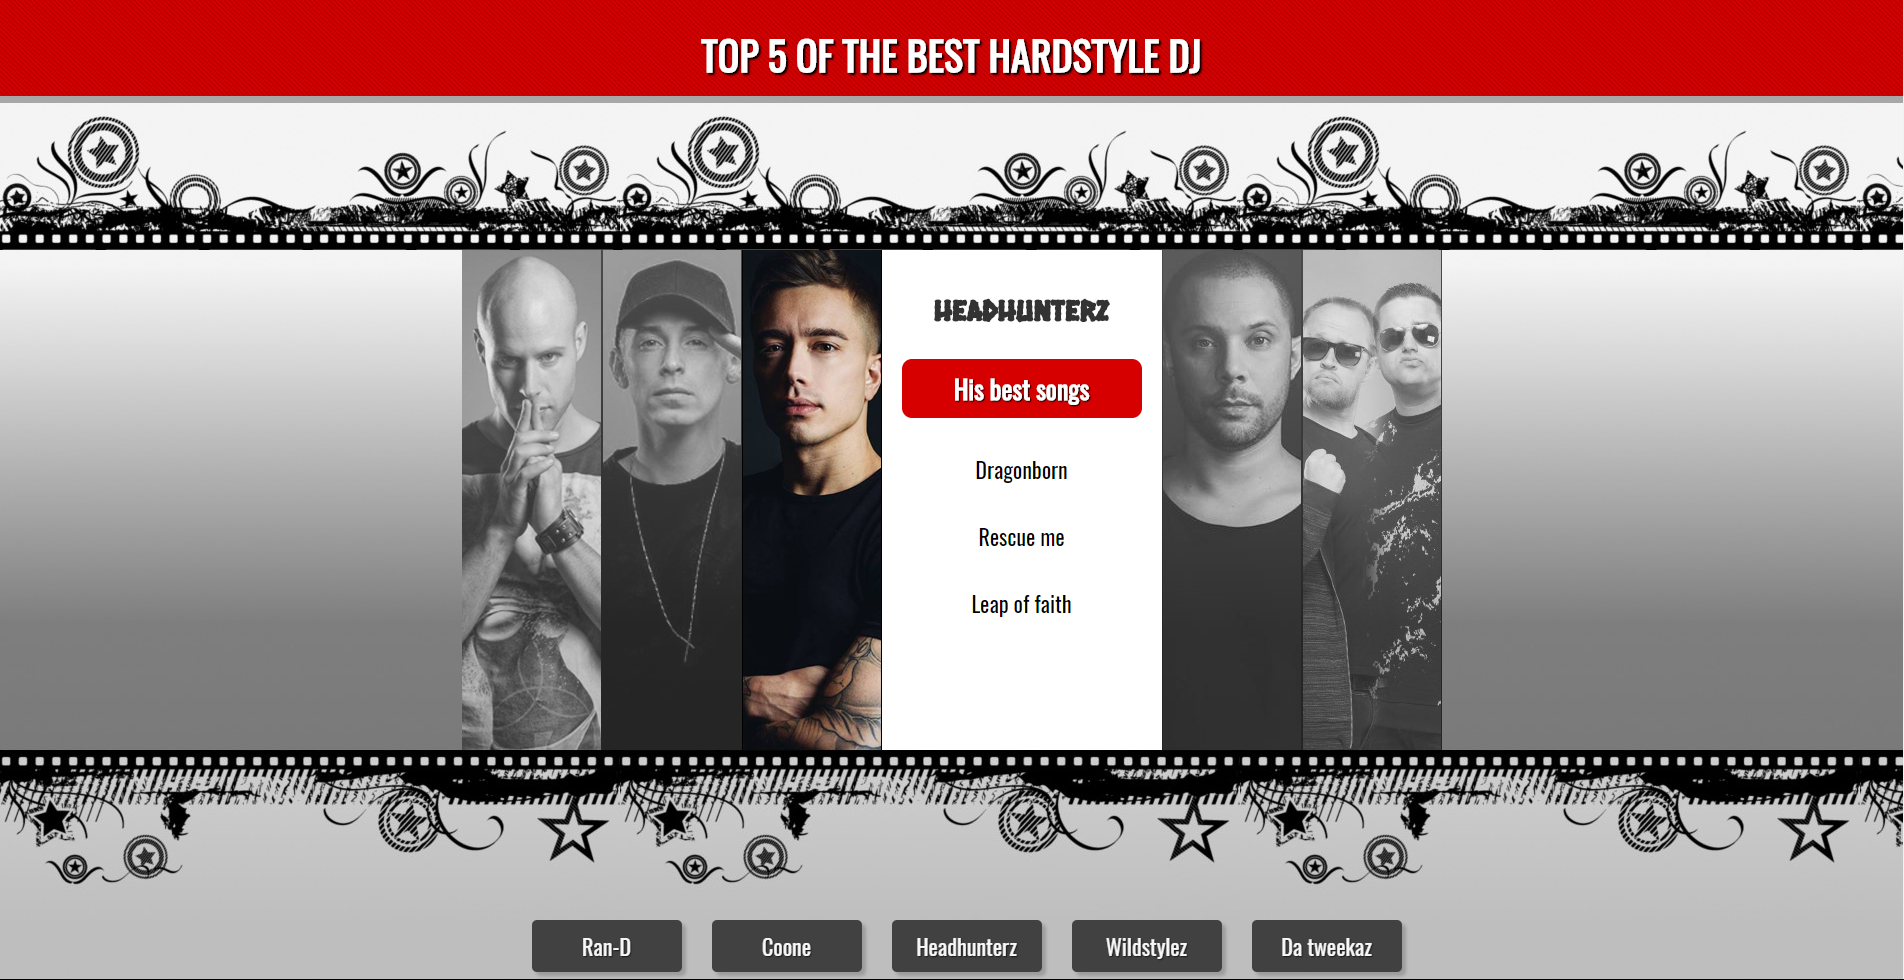 TOP 5 OF THE BEST HARDSTYLE DJ
HEADHUNTERZ
His best songs
Dragonborn
Rescue me
Leap of faith
Ran-D
Coone
Headhunterz
Wildstylez
Da tweekaz